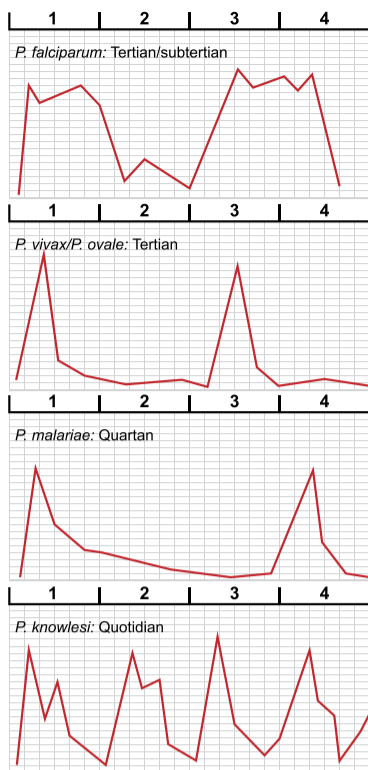 1 2 3 4
P. falciparum: Tertian/subtertian
1 2 3 4
P. vivax/P. ovale: Tertian
1 2 3 4
P. malariae: Quartan
1 2 3 4
P. knowlesi: Quotidian